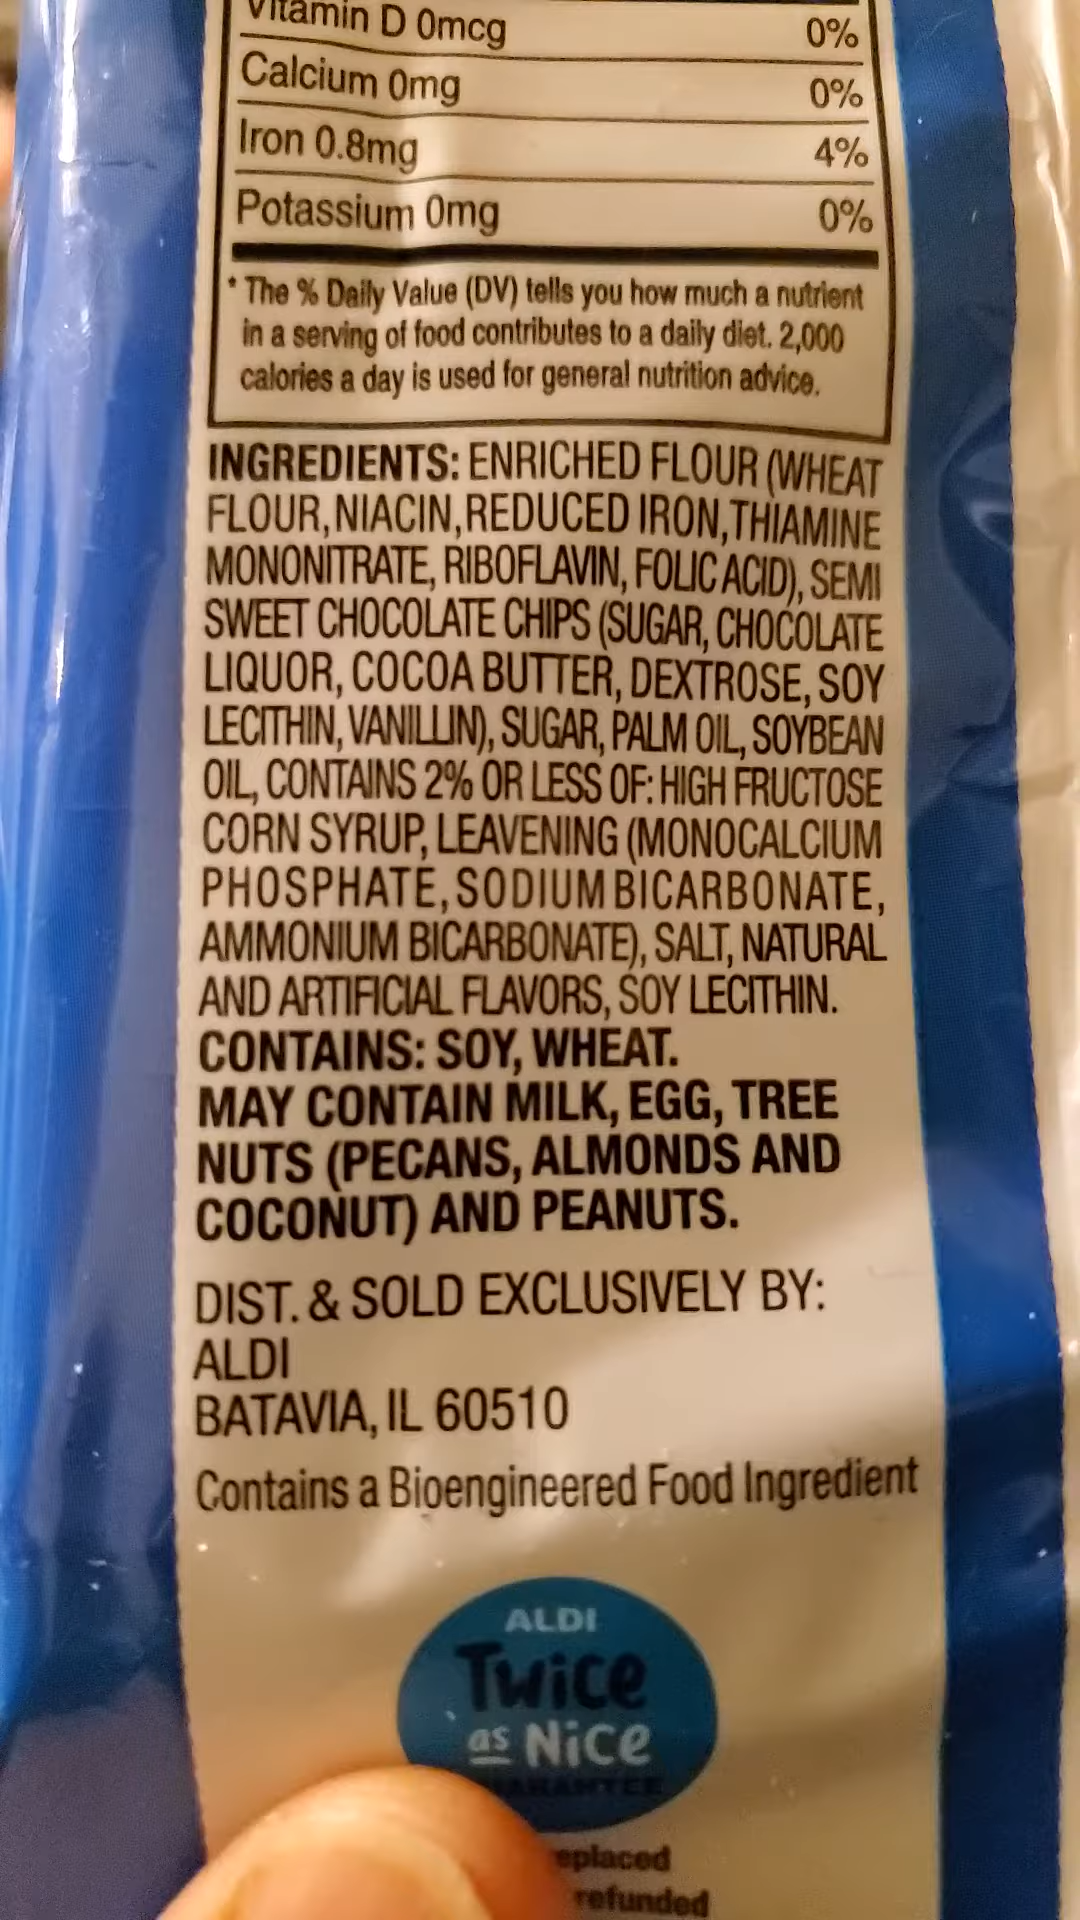 Vitamin D 0mcg 0%
Calcium 0mg 0%
Iron 0.8mg 4%
Potassium 0mg 0%
* The % Daily Value (DV) tells you how much a nutrient
in a serving of food contributes to a daily diet. 2,000
calories a day is used for general nutrition advice.
INGREDIENTS: ENRICHED FLOUR (WHEAT
FLOUR, NIACIN, REDUCED IRON, THIAMINE
MONONITRATE, RIBOFLAVIN, FOLIC ACID), SEMI
SWEET CHOCOLATE CHIPS (SUGAR, CHOCOLATE
LIQUOR, COCOA BUTTER, DEXTROSE, SOY
LECITHIN, VANILLIN), SUGAR, PALM OIL, SOYBEAN
OIL, CONTAINS 2% OR LESS OF: HIGH FRUCTOSE
CORN SYRUP, LEAVENING (MONOCALCIUM
PHOSPHATE, SODIUM BICARBONATE,
AMMONIUM BICARBONATE), SALT, NATURAL
AND ARTIFICIAL FLAVORS, SOY LECITHIN.
CONTAINS: SOY, WHEAT.
MAY CONTAIN MILK, EGG, TREE
NUTS (PECANS, ALMONDS AND
COCONUT) AND PEANUTS.
DIST. & SOLD EXCLUSIVELY BY:
ALDI
BATAVIA, IL 60510
Contains a Bioengineered Food Ingredient
ALDI
Twice
as Nice
refunded